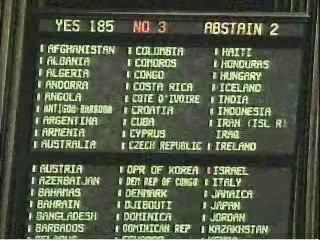 YES 185 NO 3 ABSTAIN 2
AFGHANISTAN COLOMBIA HAITI
ALBANIA COMOROS HONDURAS
ALGERIA CONGO HUNGARY
ANDORRA COSTA RICA ICELAND
ANGOLA COTE D'IVOIRE INDIA
ANTIGUA-BARBUDA CROATIA INDONESIA
ARGENTINA CUBA IRAN (ISL R)
ARMENIA CYPRUS IRAQ
AUSTRALIA CZECH REPUBLIC IRELAND
AUSTRIA DPR OF KOREA ISRAEL
AZERBAIJAN DEM REP OF CONGO ITALY
BAHAMAS DENMARK JAMAICA
BAHRAIN DJIBOUTI JAPAN
BANGLADESH DOMINICA JORDAN
BARBADOS DOMINICAN REP KAZAKHSTAN